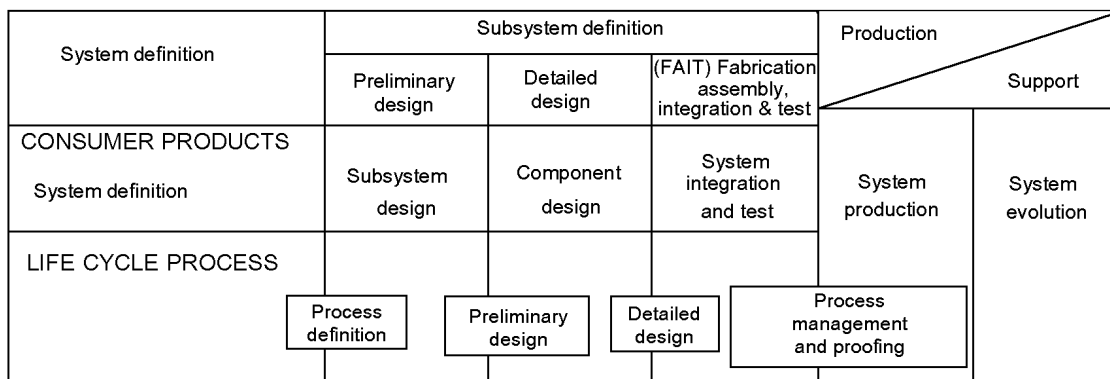 System definition
Subsystem definition
Production
Support
Preliminary
design
Detailed
design
(FAIT) Fabrication
assembly,
integration & test
CONSUMER PRODUCTS
System definition
Subsystem
design
Component
design
System
integration
and test
System
production
System
evolution
LIFE CYCLE PROCESS
Process
definition
Preliminary
design
Detailed
design
Process
management
and proofing